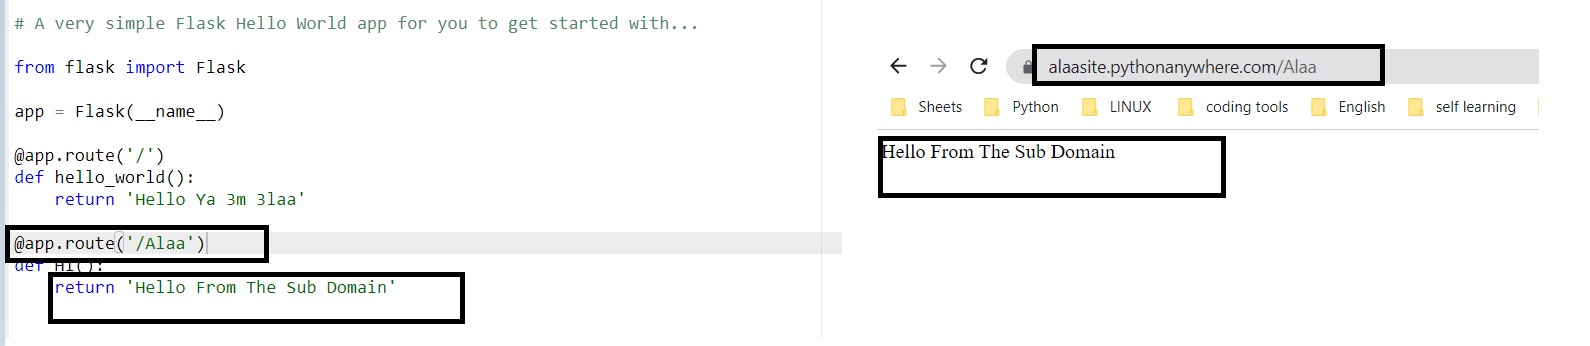 # A very simple Flask Hello World app for you to get started with...
from flask import Flask
app = Flask(__name__)
@app.route('/')
def hello_world():
return 'Hello Ya 3m 3laa'
@app.route('/Alaa')
def HI():
return 'Hello From The Sub Domain'
alaasite.pythonanywhere.com/Alaa
Sheets Python LINUX coding tools English self learning
Hello From The Sub Domain